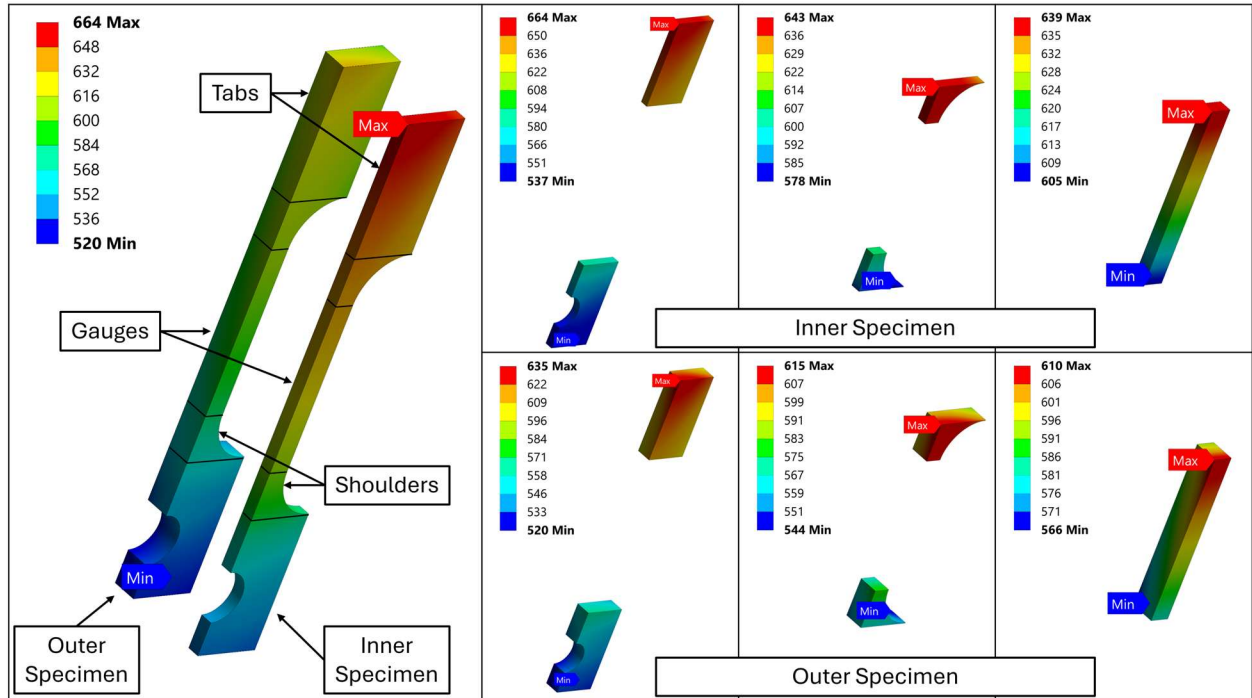 664 Max
648
632
616
600
584
568
552
536
520 Min
Tabs
Max
Gauges
Shoulders
Min
Outer
Specimen
Inner
Specimen
664 Max
650
636
622
608
594
580
566
551
537 Min
Max
Min
643 Max
636
629
622
614
607
600
592
585
578 Min
Max
Min
639 Max
635
632
628
624
620
617
613
609
605 Min
Max
Min
Inner Specimen
635 Max
622
609
596
584
571
558
546
533
520 Min
Max
Min
615 Max
607
599
591
583
575
567
559
551
544 Min
Max
Min
610 Max
606
601
596
591
586
581
576
571
566 Min
Max
Min
Outer Specimen